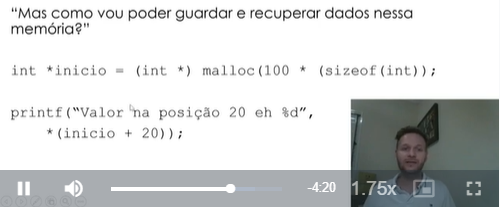 “Mas como vou poder guardar e recuperar dados nessa
memória?”
int *inicio = (int *) malloc(100 * (sizeof(int));
printf(“Valor na posição 20 eh %d”,
*(inicio + 20));
-4:20
1.75x